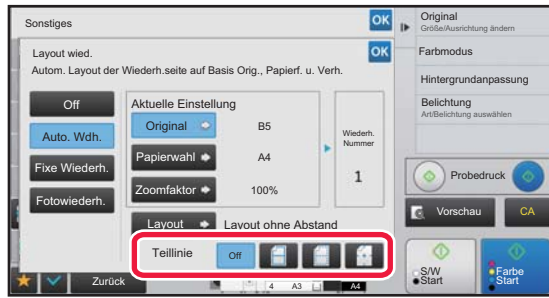 Sonstiges
OK
Layout wied.
OK
Autom. Layout der Wiederh.seite auf Basis Orig., Papierf. u. Verh.
Off
Auto. Wdh.
Fixe Wiederh.
Fotowiederh.
Aktuelle Einstellung
Original
B5
Papierwahl
A4
Zoomfaktor
100%
Wiederh.
Nummer
1
Layout
Layout ohne Abstand
Teillinie
Off
Zurück
4
A3
A4
Original
Größe/Ausrichtung ändern
Farbmodus
Hintergrundanpassung
Belichtung
Art/Belichtung auswählen
Probedruck
Vorschau
CA
S/W
Start
Farbe
Start